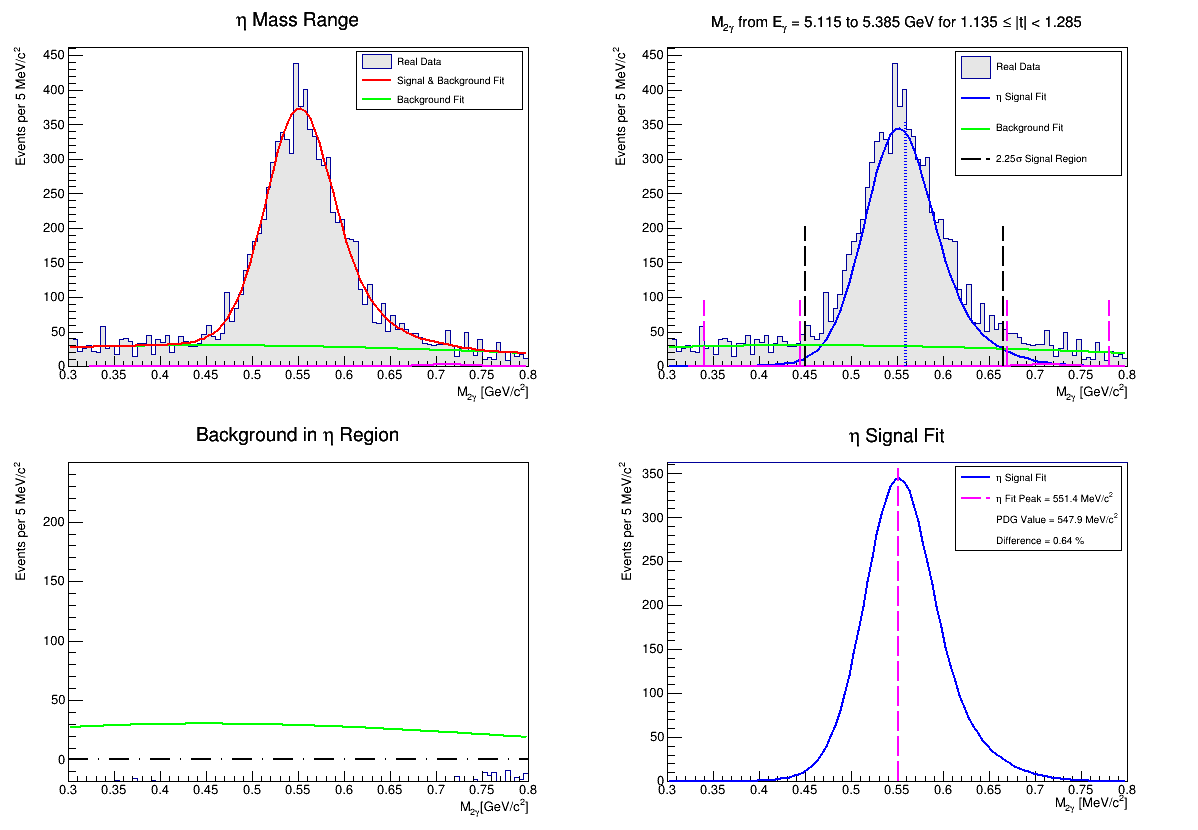 η Mass Range
Events per 5 MeV/c²
450
400
350
300
250
200
150
100
50
0
Real Data
Signal & Background Fit
Background Fit
0.3 0.35 0.4 0.45 0.5 0.55 0.6 0.65 0.7 0.75 0.8
M₂γ [GeV/c²]
M₂γ from Eγ = 5.115 to 5.385 GeV for 1.135 ≤ |t| < 1.285
Events per 5 MeV/c²
450
400
350
300
250
200
150
100
50
0
Real Data
η Signal Fit
Background Fit
2.25σ Signal Region
0.3 0.35 0.4 0.45 0.5 0.55 0.6 0.65 0.7 0.75 0.8
M₂γ [GeV/c²]
Background in η Region
Events per 5 MeV/c²
200
150
100
50
0
0.3 0.35 0.4 0.45 0.5 0.55 0.6 0.65 0.7 0.75 0.8
M₂γ[GeV/c²]
η Signal Fit
Events per 5 MeV/c²
350
300
250
200
150
100
50
0
η Signal Fit
η Fit Peak = 551.4 MeV/c²
PDG Value = 547.9 MeV/c²
Difference = 0.64 %
0.3 0.35 0.4 0.45 0.5 0.55 0.6 0.65 0.7 0.75 0.8
M₂γ [MeV/c²]